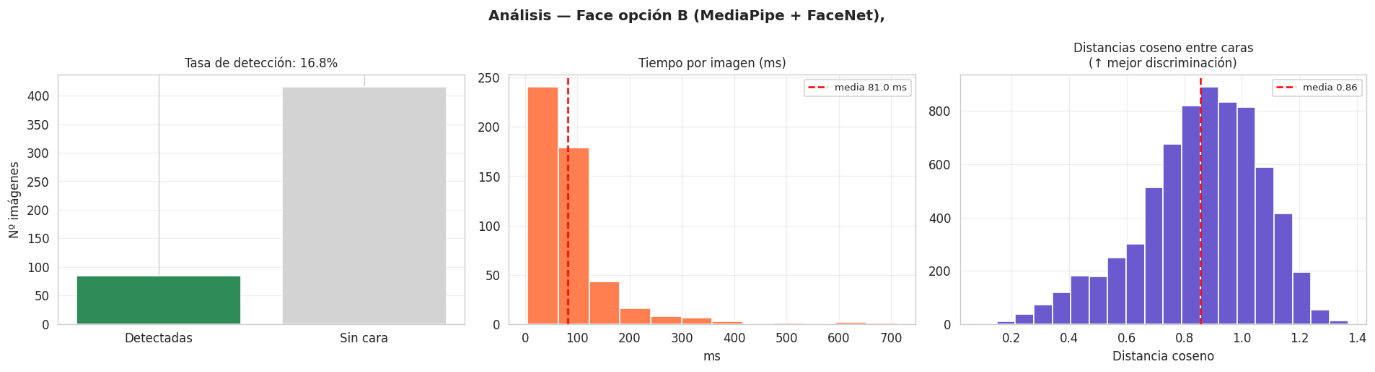 Análisis — Face opción B (MediaPipe + FaceNet),
Tasa de detección: 16.8%
Nº imágenes
400
350
300
250
200
150
100
50
0
Detectadas
Sin cara
Tiempo por imagen (ms)
media 81.0 ms
250
200
150
100
50
0
0
100
200
300
400
500
600
700
ms
Distancias coseno entre caras
(↑ mejor discriminación)
media 0.86
800
600
400
200
0
0.2
0.4
0.6
0.8
1.0
1.2
1.4
Distancia coseno